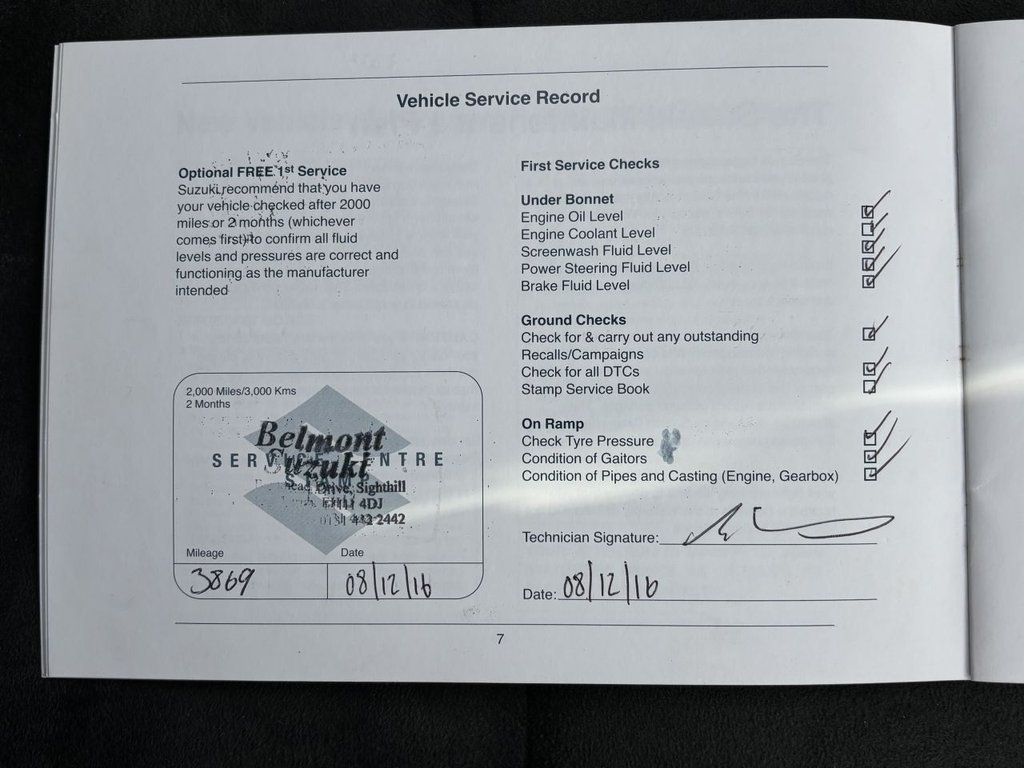 Vehicle Service Record
Optional FREE 1st Service
Suzuki recommend that you have
your vehicle checked after 2000
miles or 2 months (whichever
comes first) to confirm all fluid
levels and pressures are correct and
functioning as the manufacturer
intended
2,000 Miles/3,000 Kms
2 Months
Belmont
SERVICE CENTRE
Suzuki
STAMP
Drive, Sighthill
EH11 4DJ
0131 442 2442
Mileage
Date
3869
08/12/16
First Service Checks
Under Bonnet
Engine Oil Level
Engine Coolant Level
Screenwash Fluid Level
Power Steering Fluid Level
Brake Fluid Level
Ground Checks
Check for & carry out any outstanding
Recalls/Campaigns
Check for all DTCs
Stamp Service Book
On Ramp
Check Tyre Pressure
Condition of Gaitors
Condition of Pipes and Casting (Engine, Gearbox)
Technician Signature:
Date: 08/12/16
7